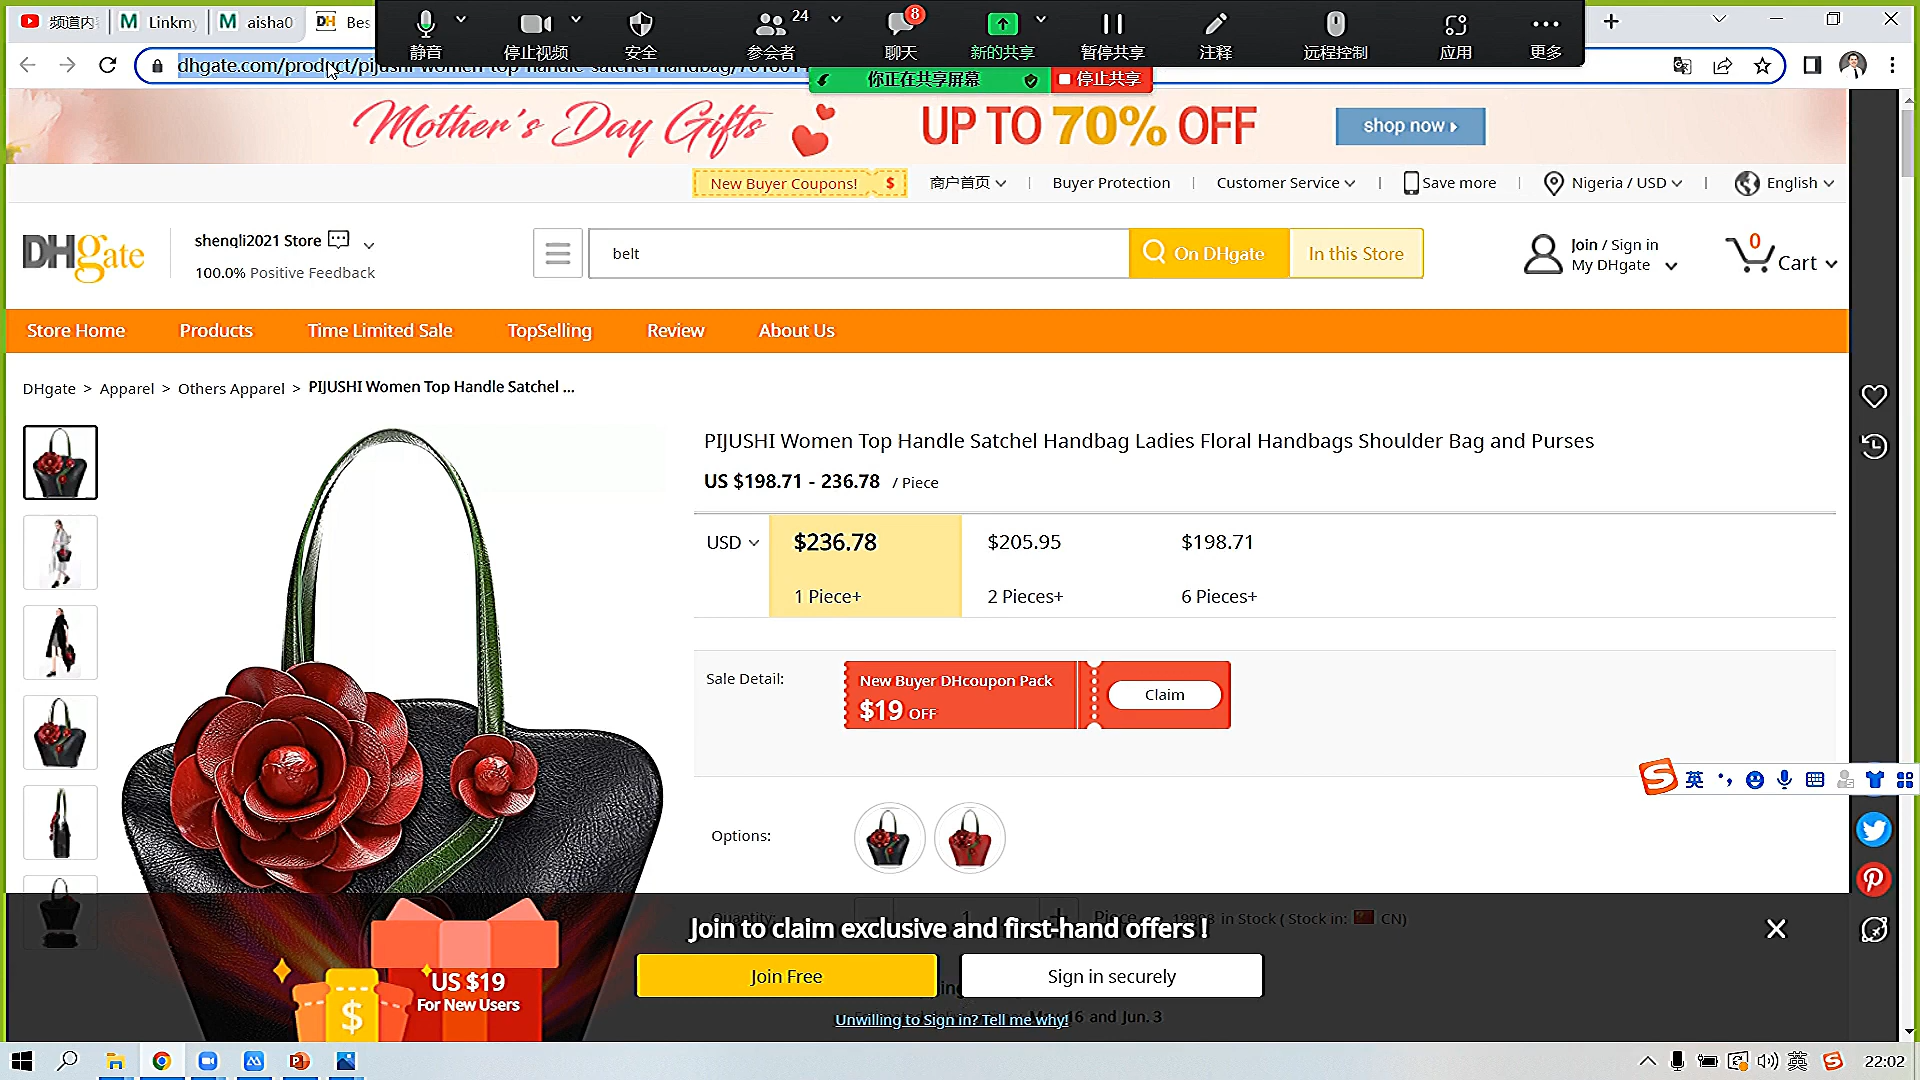 频道内
Linkmy
aisha0
Bes
静音
停止视频
安全
24
参会者
8
聊天
新的共享
暂停共享
注释
远程控制
应用
更多
dhgate.com/product/pijushi-women-top-handle-satchel-handbag/
你正在共享屏幕
停止共享
Mother's Day Gifts
UP TO 70% OFF
shop now
New Buyer Coupons! $
商户首页
Buyer Protection
Customer Service
Save more
Nigeria / USD
English
DHgate
shenqli2021 Store
100.0% Positive Feedback
belt
On DHgate
In this Store
Join / Sign in
My DHgate
0
Cart
Store Home
Products
Time Limited Sale
TopSelling
Review
About Us
DHgate > Apparel > Others Apparel > PIJUSHI Women Top Handle Satchel ...
PIJUSHI Women Top Handle Satchel Handbag Ladies Floral Handbags Shoulder Bag and Purses
US $198.71 - 236.78 / Piece
USD
$236.78
$205.95
$198.71
1 Piece+
2 Pieces+
6 Pieces+
Sale Detail:
New Buyer DHcoupon Pack
$19 OFF
Claim
英
Options:
Quantity:
1
Piece
in Stock ( Stock in: CN)
Join to claim exclusive and first-hand offers !
US $19
For New Users
$
Join Free
Sign in securely
Unwilling to Sign in? Tell me why!
16 and Jun. 3
英
22:02